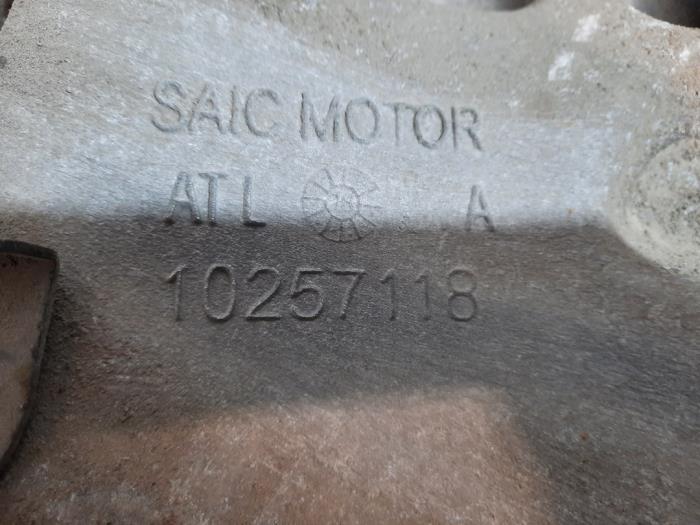 SAIC MOTOR
ATL A
10257118